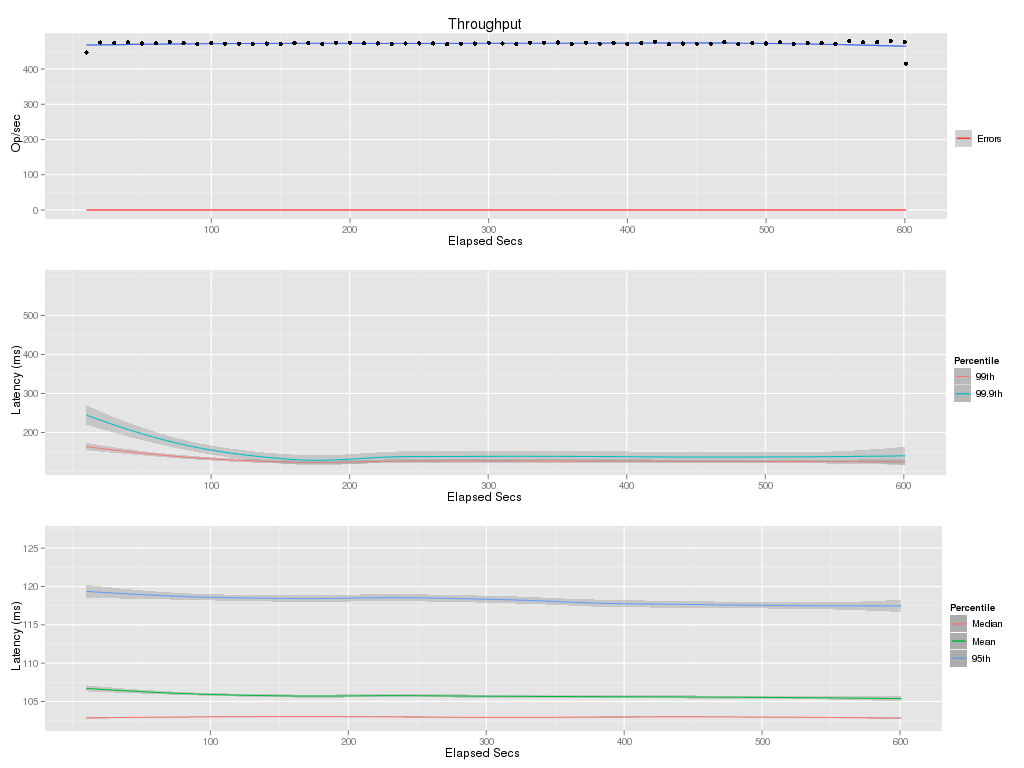 Throughput
400
300
200
100
0
Op/sec
100 200 300 400 500 600
Elapsed Secs
Errors
500
400
300
200
Latency (ms)
100 200 300 400 500 600
Elapsed Secs
Percentile
99th
99.9th
125
120
115
110
105
Latency (ms)
100 200 300 400 500 600
Elapsed Secs
Percentile
Median
Mean
95th